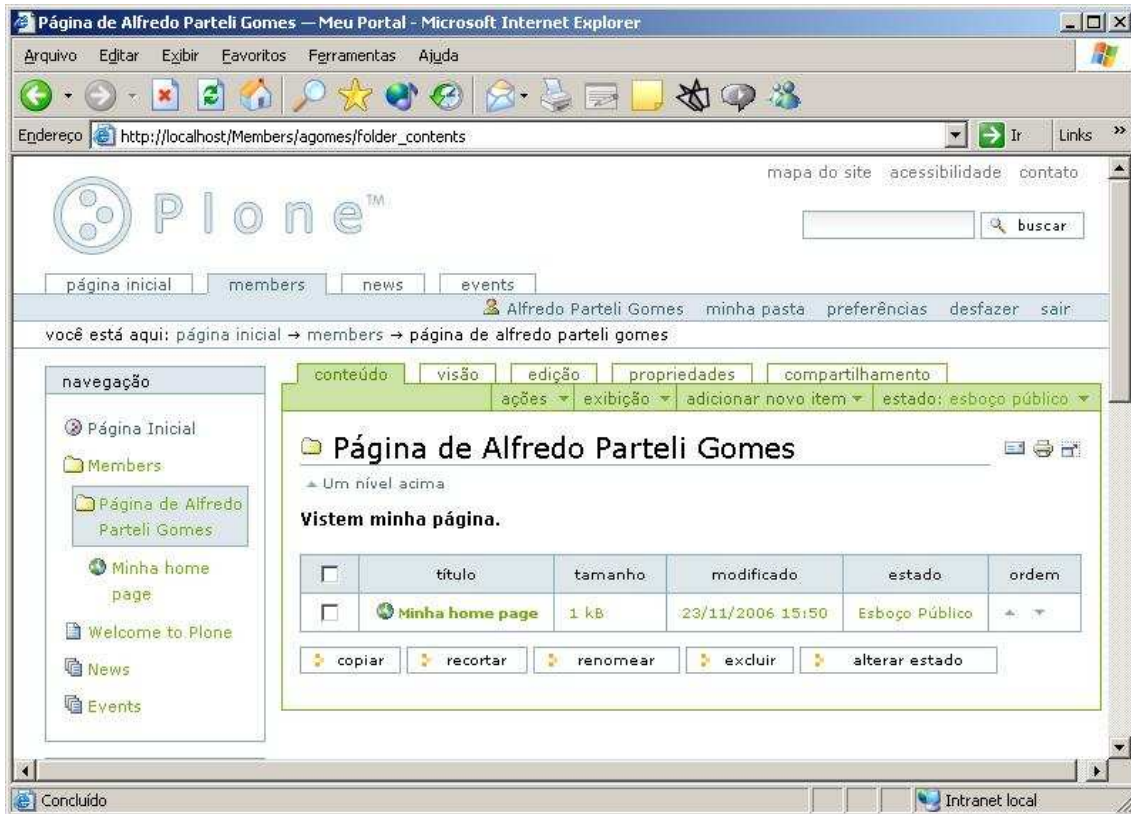 Página de Alfredo Parteli Gomes — Meu Portal - Microsoft Internet Explorer
Arquivo Editar Exibir Favoritos Ferramentas Ajuda
Endereço http://localhost/Members/agomes/folder_contents Ir Links »
mapa do site acessibilidade contato
Plone™
buscar
página inicial members news events
Alfredo Parteli Gomes minha pasta preferências desfazer sair
você está aqui: página inicial → members → página de alfredo parteli gomes
navegação
Página Inicial
Members
Página de Alfredo
Parteli Gomes
Minha home
page
Welcome to Plone
News
Events
conteúdo visão edição propriedades compartilhamento
ações exibição adicionar novo item estado: esboço público
Página de Alfredo Parteli Gomes
Um nível acima
Vistem minha página.
título tamanho modificado estado ordem
Minha home page 1 kB 23/11/2006 15:50 Esboço Público
copiar recortar renomear excluir alterar estado
Concluído Intranet local